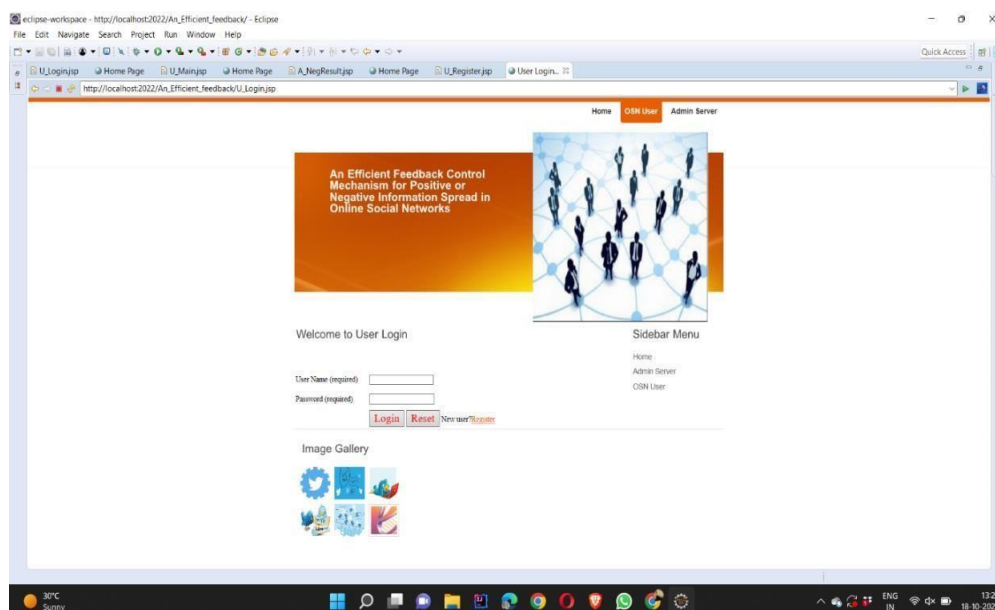 eclipse-workspace - http://localhost:2022/An_Efficient_feedback/ - Eclipse
File Edit Navigate Search Project Run Window Help
Quick Access
U_Login.jsp Home Page U_Main.jsp Home Page A_NegResult.jsp Home Page U_Register.jsp User Login...
http://localhost:2022/An_Efficient_feedback/U_Login.jsp
Home OSN User Admin Server
An Efficient Feedback Control
Mechanism for Positive or
Negative Information Spread in
Online Social Networks
Welcome to User Login
Sidebar Menu
Home
Admin Server
OSN User
User Name (required)
Password (required)
Login Reset New user?Register
Image Gallery
30°C
Sunny
ENG
IN
13:2
18-10-202